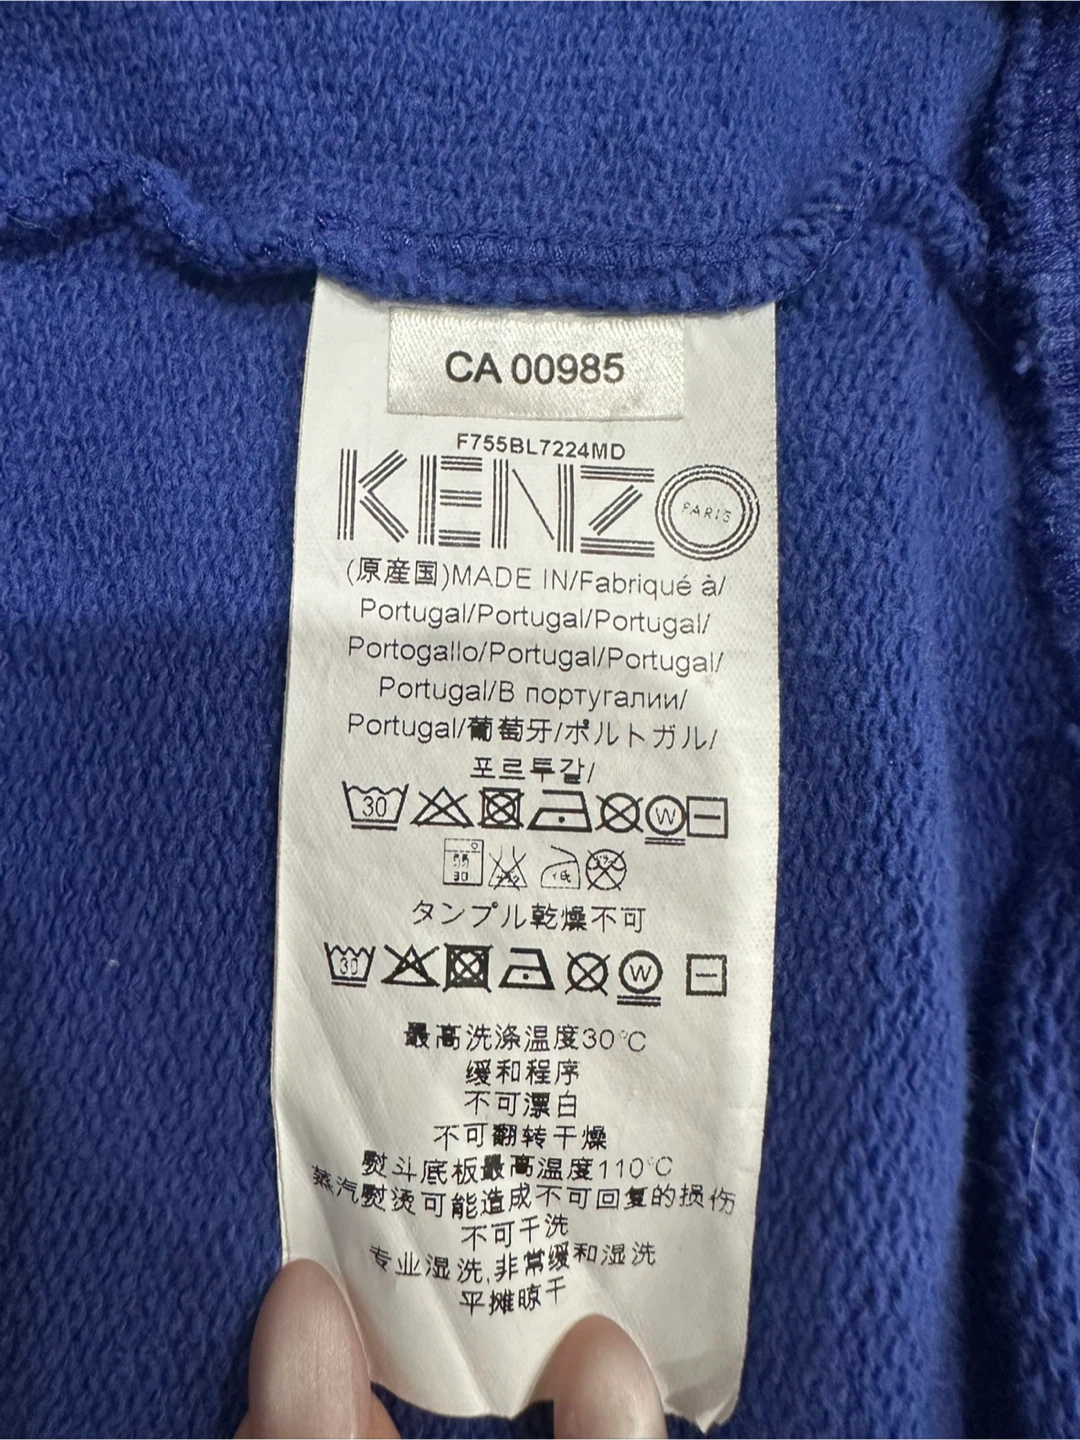 CA 00985
F755BL7224MD
KENZO
PARIS
(原産国)MADE IN/Fabriqué à/
Portugal/Portugal/Portugal/
Portogallo/Portugal/Portugal/
Portugal/В португалии/
Portugal/葡萄牙/ポルトガル/
포르투갈/
30 W
30 低
タンプル乾燥不可
30 W
最高洗涤温度30°C
缓和程序
不可漂白
不可翻转干燥
熨斗底板最高温度110°C
蒸汽熨烫可能造成不可回复的损伤
不可干洗
专业湿洗,非常缓和湿洗
平摊晾干